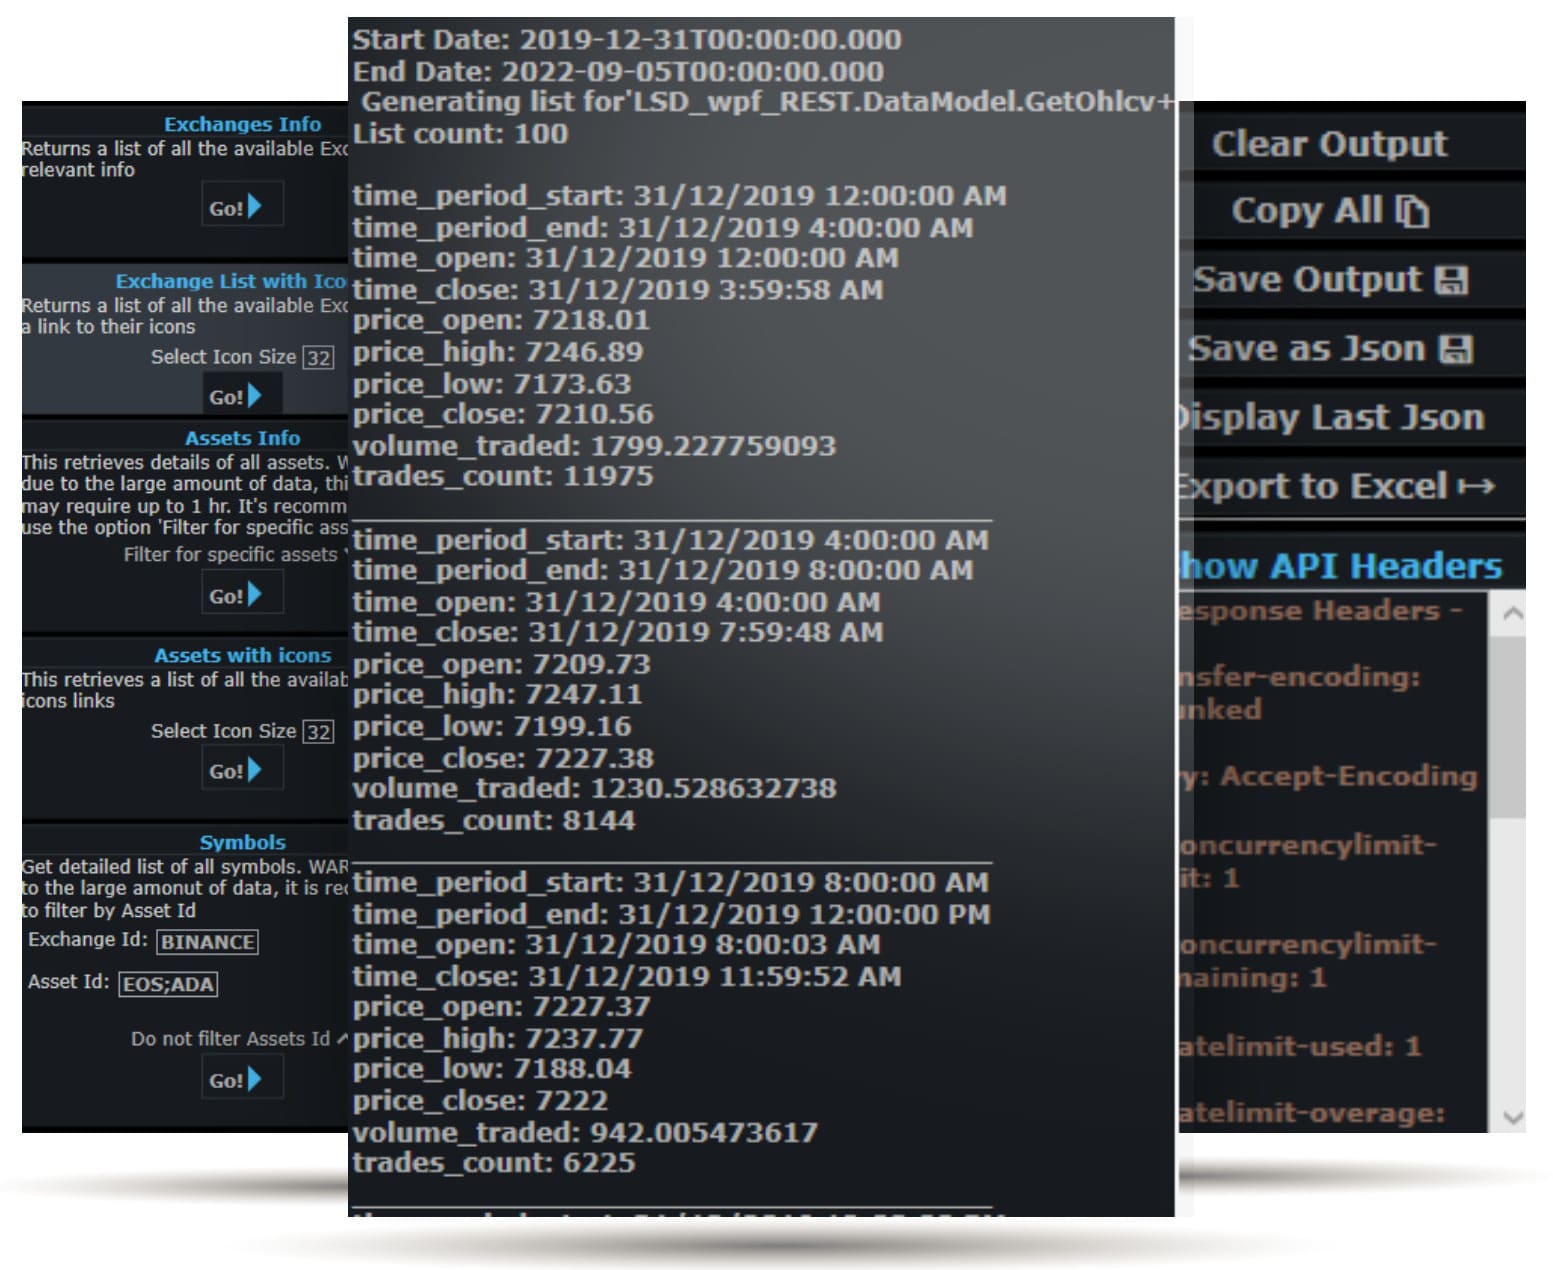 Exchanges Info
Returns a list of all the available
relevant info
Go!
Exchange List with
Returns a list of all the available
a link to their icons
Select Icon Size 32
Go!
Assets Info
This retrieves details of all assets.
due to the large amount of data,
may require up to 1 hr. It's
use the option 'Filter for specific
Filter for specific assets
Go!
Assets with icons
This retrieves a list of all the
icons links
Select Icon Size 32
Go!
Symbols
Get detailed list of all symbols.
to the large amonut of data, it is
to filter by Asset Id
Exchange Id: BINANCE
Asset Id: EOS;ADA
Do not filter Assets Id
Go!
Start Date: 2019-12-31T00:00:00.000
End Date: 2022-09-05T00:00:00.000
Generating list for'LSD_wpf_REST.DataModel.GetOhlcv+
List count: 100
time_period_start: 31/12/2019 12:00:00 AM
time_period_end: 31/12/2019 4:00:00 AM
time_open: 31/12/2019 12:00:00 AM
time_close: 31/12/2019 3:59:58 AM
price_open: 7218.01
price_high: 7246.89
price_low: 7173.63
price_close: 7210.56
volume_traded: 1799.227759093
trades_count: 11975
time_period_start: 31/12/2019 4:00:00 AM
time_period_end: 31/12/2019 8:00:00 AM
time_open: 31/12/2019 4:00:00 AM
time_close: 31/12/2019 7:59:48 AM
price_open: 7209.73
price_high: 7247.11
price_low: 7199.16
price_close: 7227.38
volume_traded: 1230.528632738
trades_count: 8144
time_period_start: 31/12/2019 8:00:00 AM
time_period_end: 31/12/2019 12:00:00 PM
time_open: 31/12/2019 8:00:03 AM
time_close: 31/12/2019 11:59:52 AM
price_open: 7227.37
price_high: 7237.77
price_low: 7188.04
price_close: 7222
volume_traded: 942.005473617
trades_count: 6225
Clear Output
Copy All
Save Output
Save as Json
Display Last Json
Export to Excel
how API Headers
esponse Headers -
nsfer-encoding:
unked
y: Accept-Encoding
oncurrencylimit-
it: 1
oncurrencylimit-
naining: 1
atelimit-used: 1
atelimit-overage: